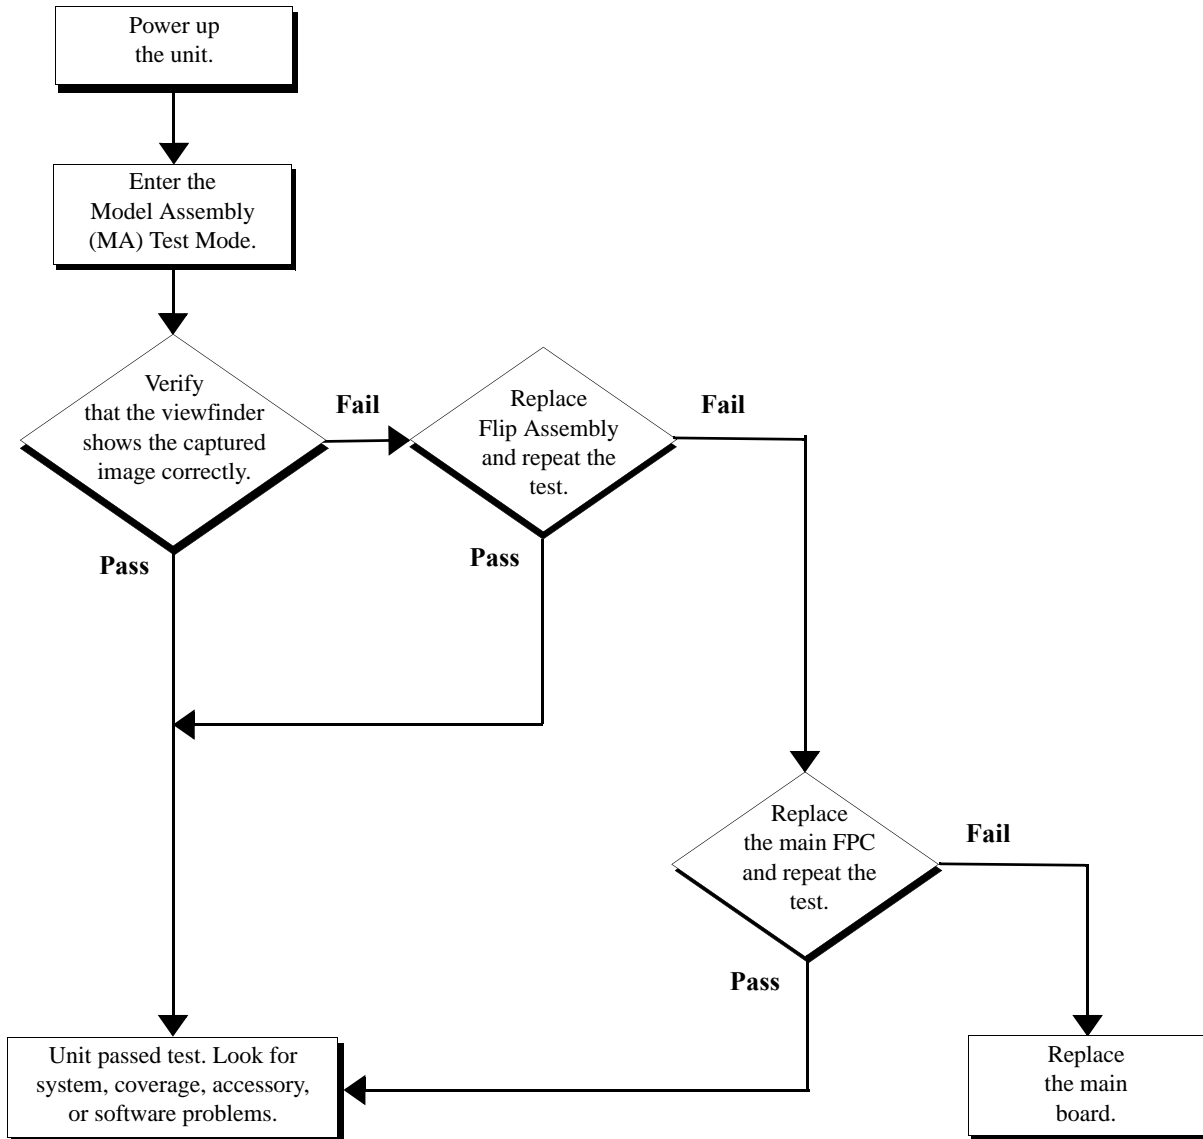 Power up
the unit.
Enter the
Model Assembly
(MA) Test Mode.
Verify
that the viewfinder
shows the captured
image correctly.
Fail
Pass
Replace
Flip Assembly
and repeat the
test.
Fail
Pass
Replace
the main FPC
and repeat the
test.
Fail
Pass
Unit passed test. Look for
system, coverage, accessory,
or software problems.
Replace
the main
board.